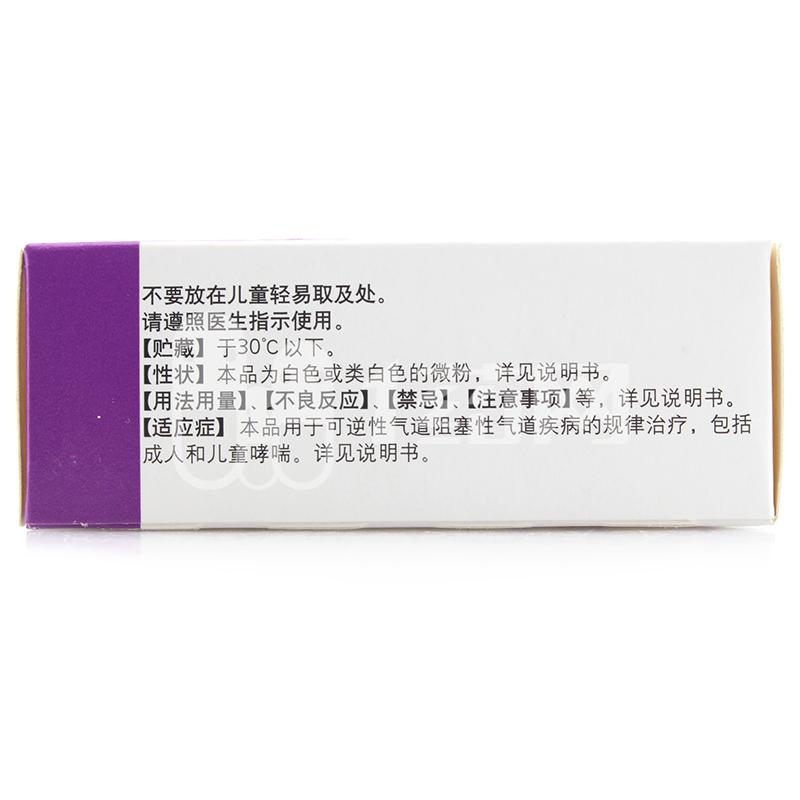 不要放在儿童轻易取及处。
请遵照医生指示使用。
【贮藏】于30℃以下。
【性状】本品为白色或类白色的微粉，详见说明书。
【用法用量】、【不良反应】、【禁忌】、【注意事项】等，详见说明书。
【适应症】本品用于可逆性气道阻塞性气道疾病的规律治疗，包括
成人和儿童哮喘。详见说明书。